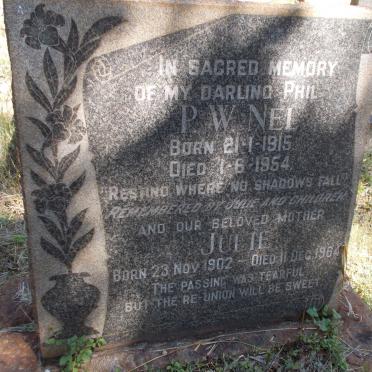 IN SACRED MEMORY
OF MY DARLING PHIL
P. W. NEL
BORN 21-1-1915
DIED 1-6-1954
"RESTING WHERE NO SHADOWS FALL"
REMEMBERED BY JULIE AND CHILDREN
AND OUR BELOVED MOTHER
JULIE
BORN 23 NOV 1902 - DIED 11 DEC 1964
THE PASSING WAS TEARFUL
BUT THE RE-UNION WILL BE SWEET